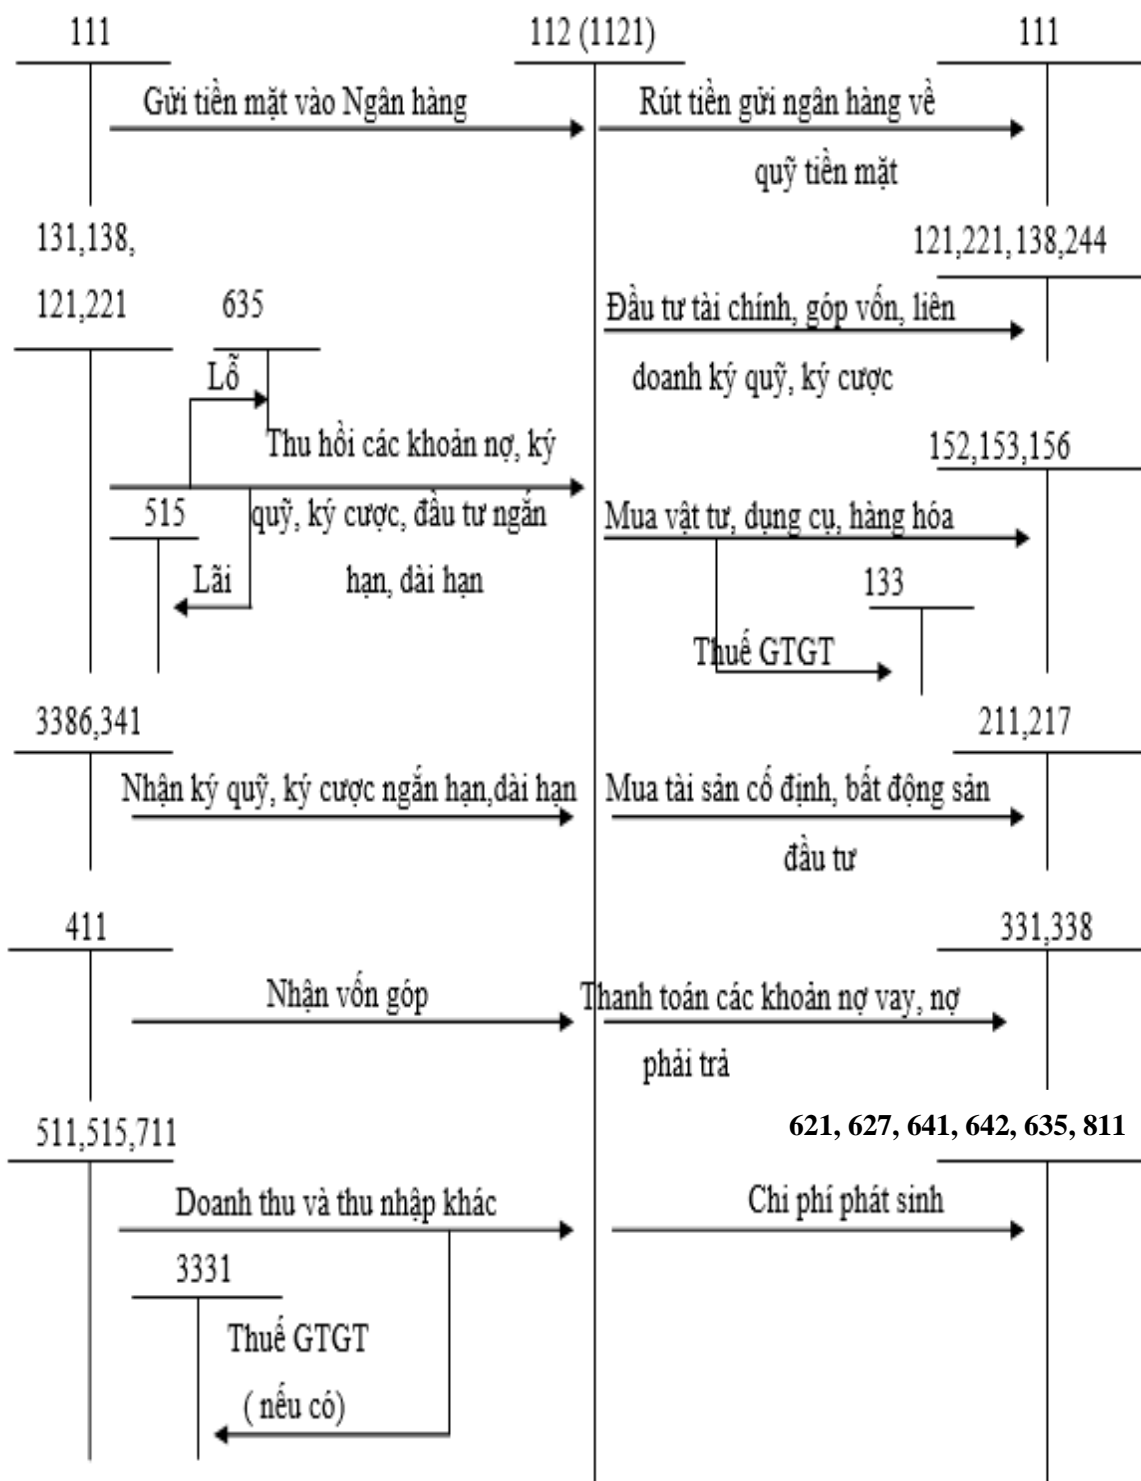 111
112 (1121)
111
Gửi tiền mặt vào Ngân hàng
Rút tiền gửi ngân hàng về
quỹ tiền mặt
131,138,
121,221
635
121,221,138,244
Đầu tư tài chính, góp vốn, liên
doanh ký quỹ, ký cược
Lỗ
Thu hồi các khoản nợ, ký
quỹ, ký cược, đầu tư ngắn
hạn, dài hạn
515
Lãi
152,153,156
Mua vật tư, dụng cụ, hàng hóa
133
Thuế GTGT
3386,341
211,217
Nhận ký quỹ, ký cược ngắn hạn,dài hạn
Mua tài sản cố định, bất động sản
đầu tư
411
331,338
Nhận vốn góp
Thanh toán các khoản nợ vay, nợ
phải trả
511,515,711
621, 627, 641, 642, 635, 811
Doanh thu và thu nhập khác
Chi phí phát sinh
3331
Thuế GTGT
( nếu có)